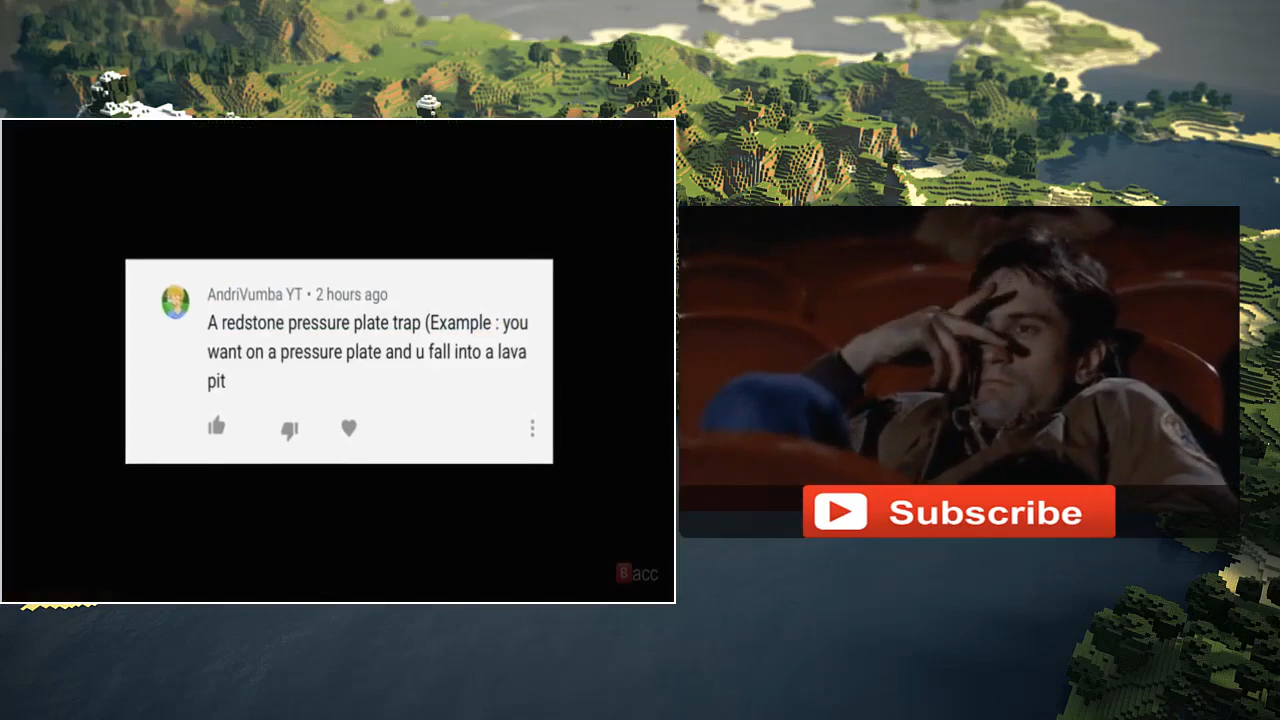 AndriVumba YT • 2 hours ago
A redstone pressure plate trap (Example : you
want on a pressure plate and u fall into a lava
pit
Bacc
Subscribe